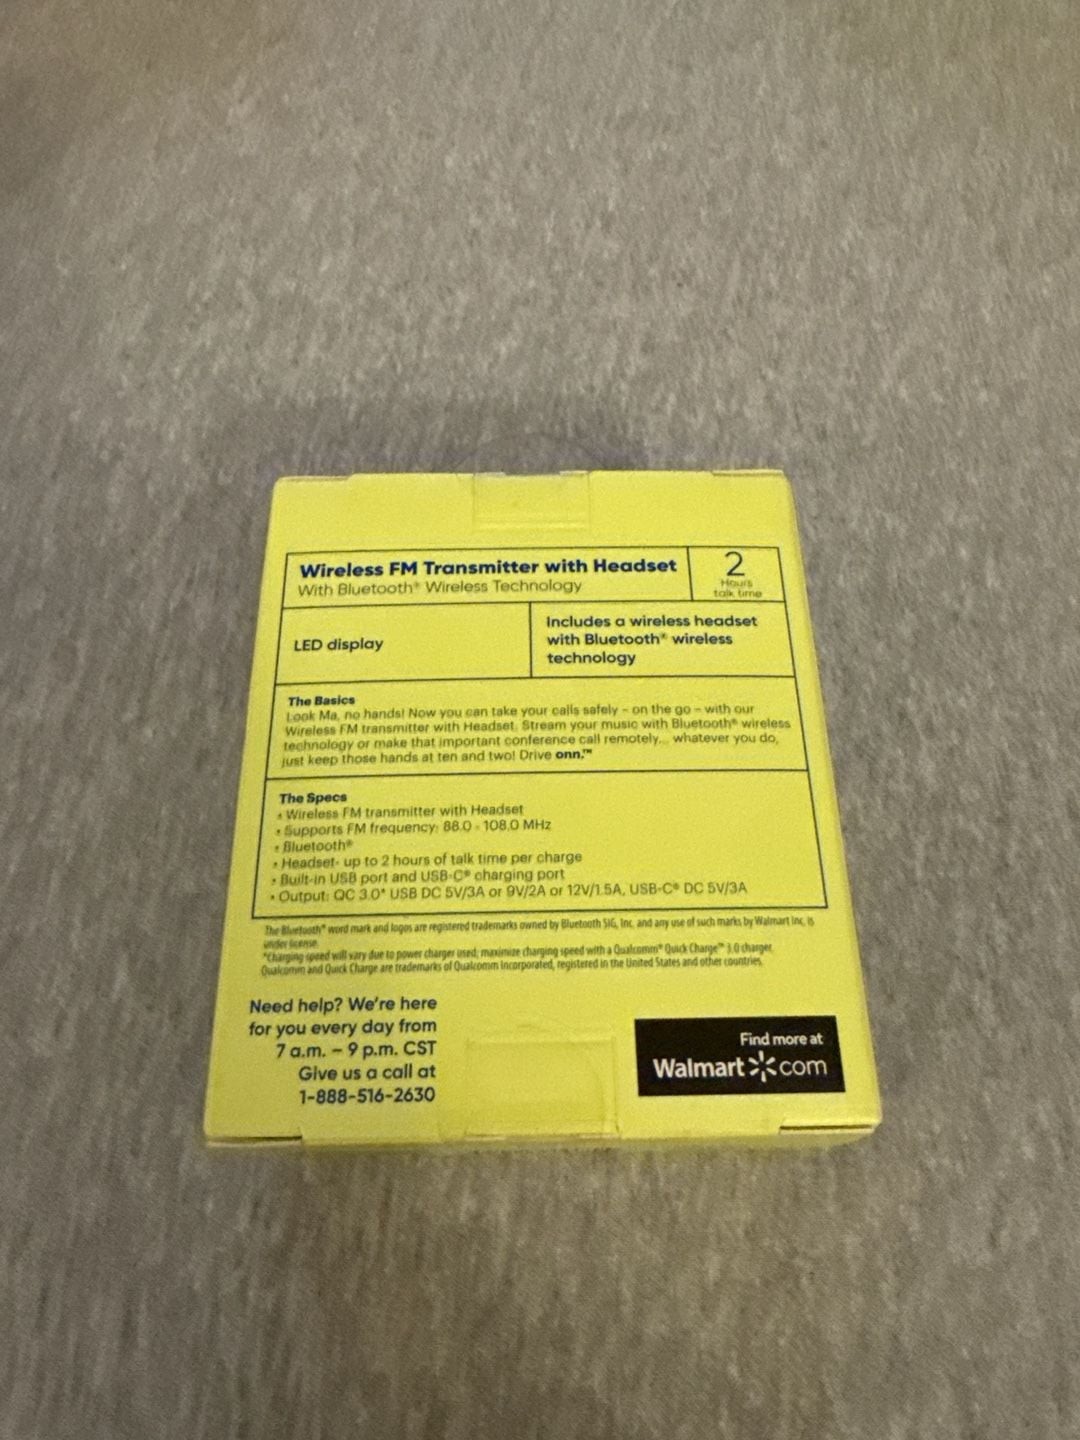 Wireless FM Transmitter with Headset
With Bluetooth® Wireless Technology
2
Hours
talk time
LED display
Includes a wireless headset
with Bluetooth® wireless
technology
The Basics
Look Ma, no hands! Now you can take your calls safely – on the go – with our
Wireless FM transmitter with Headset. Stream your music with Bluetooth® wireless
technology or make that important conference call remotely... whatever you do,
just keep those hands at ten and two! Drive onn.™
The Specs
• Wireless FM transmitter with Headset
• Supports FM frequency: 88.0 - 108.0 MHz
• Bluetooth®
• Headset- up to 2 hours of talk time per charge
• Built-in USB port and USB-C® charging port
• Output: QC 3.0* USB DC 5V/3A or 9V/2A or 12V/1.5A, USB-C® DC 5V/3A
The Bluetooth® word mark and logos are registered trademarks owned by Bluetooth SIG, Inc. and any use of such marks by Walmart Inc. is
under license.
*Charging speed will vary due to power charger used; maximize charging speed with a Qualcomm® Quick Charge™ 3.0 charger.
Qualcomm and Quick Charge are trademarks of Qualcomm Incorporated, registered in the United States and other countries.
Need help? We're here
for you every day from
7 a.m. – 9 p.m. CST
Give us a call at
1-888-516-2630
Find more at
Walmart.com